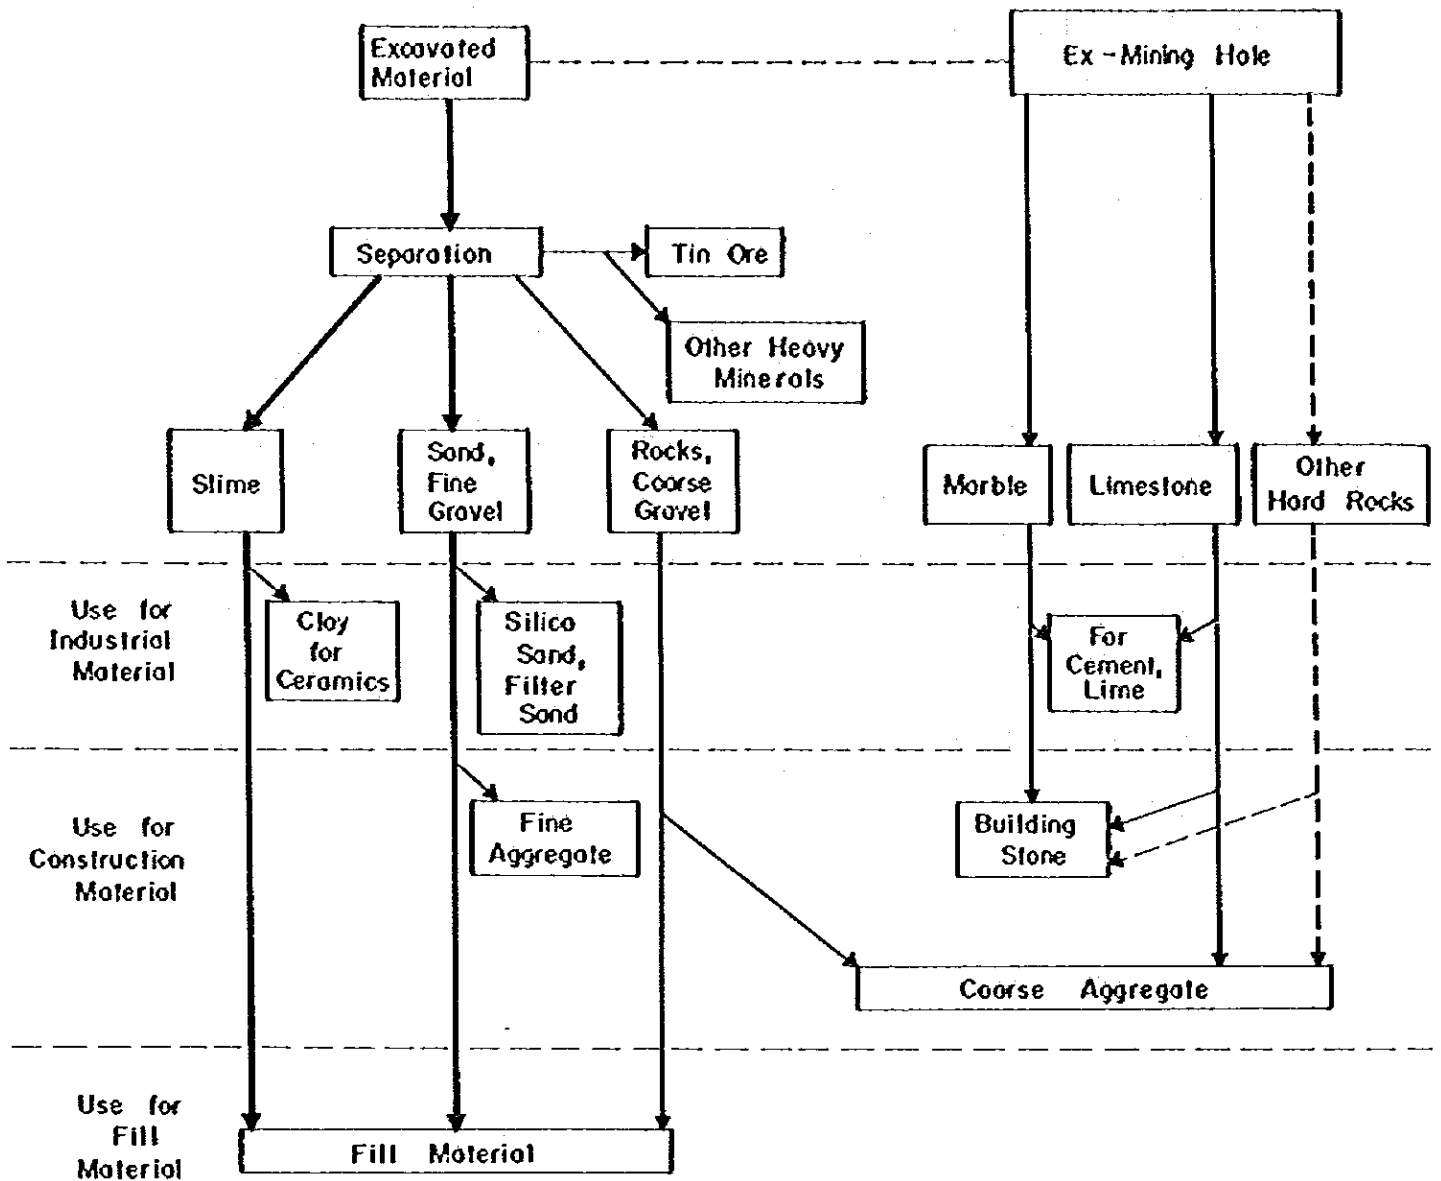 Excavated
Material
Ex-Mining Hole
Separation
Tin Ore
Other Heavy
Minerals
Slime
Sand,
Fine
Gravel
Rocks,
Coarse
Gravel
Marble
Limestone
Other
Hard Rocks
Use for
Industrial
Material
Clay
for
Ceramics
Silica
Sand,
Filter
Sand
For
Cement,
Lime
Use for
Construction
Material
Fine
Aggregate
Building
Stone
Coarse Aggregate
Use for
Fill
Material
Fill Material